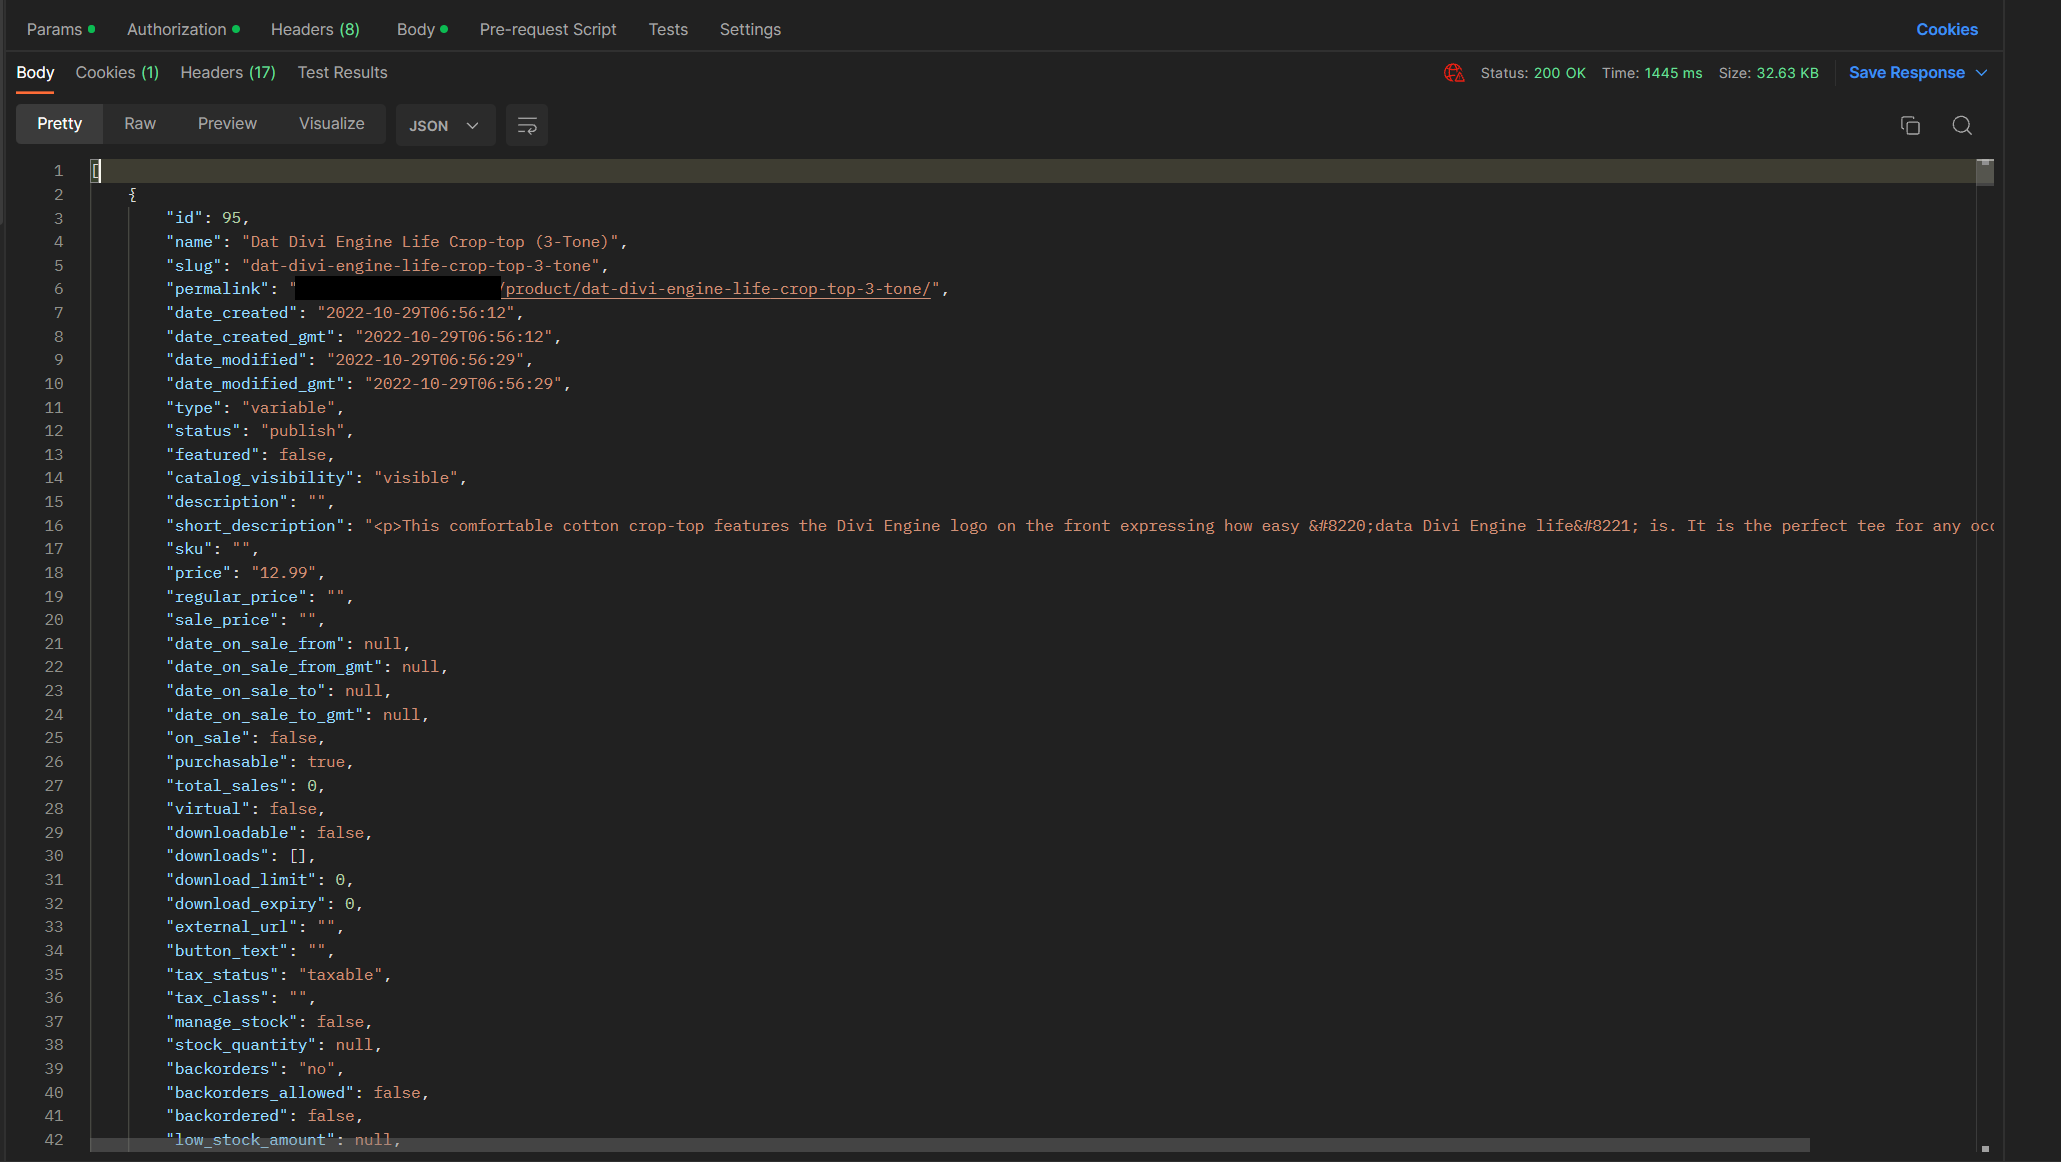 Params Authorization Headers (8) Body Pre-request Script Tests Settings Cookies
Body Cookies (1) Headers (17) Test Results Status: 200 OK Time: 1445 ms Size: 32.63 KB Save Response
Pretty Raw Preview Visualize JSON
1 [
2 {
3 "id": 95,
4 "name": "Dat Divi Engine Life Crop-top (3-Tone)",
5 "slug": "dat-divi-engine-life-crop-top-3-tone",
6 "permalink": "/product/dat-divi-engine-life-crop-top-3-tone/",
7 "date_created": "2022-10-29T06:56:12",
8 "date_created_gmt": "2022-10-29T06:56:12",
9 "date_modified": "2022-10-29T06:56:29",
10 "date_modified_gmt": "2022-10-29T06:56:29",
11 "type": "variable",
12 "status": "publish",
13 "featured": false,
14 "catalog_visibility": "visible",
15 "description": "",
16 "short_description": "<p>This comfortable cotton crop-top features the Divi Engine logo on the front expressing how easy &#8220;data Divi Engine life&#8221; is. It is the perfect tee for any occ
17 "sku": "",
18 "price": "12.99",
19 "regular_price": "",
20 "sale_price": "",
21 "date_on_sale_from": null,
22 "date_on_sale_from_gmt": null,
23 "date_on_sale_to": null,
24 "date_on_sale_to_gmt": null,
25 "on_sale": false,
26 "purchasable": true,
27 "total_sales": 0,
28 "virtual": false,
29 "downloadable": false,
30 "downloads": [],
31 "download_limit": 0,
32 "download_expiry": 0,
33 "external_url": "",
34 "button_text": "",
35 "tax_status": "taxable",
36 "tax_class": "",
37 "manage_stock": false,
38 "stock_quantity": null,
39 "backorders": "no",
40 "backorders_allowed": false,
41 "backordered": false,
42 "low_stock_amount": null,